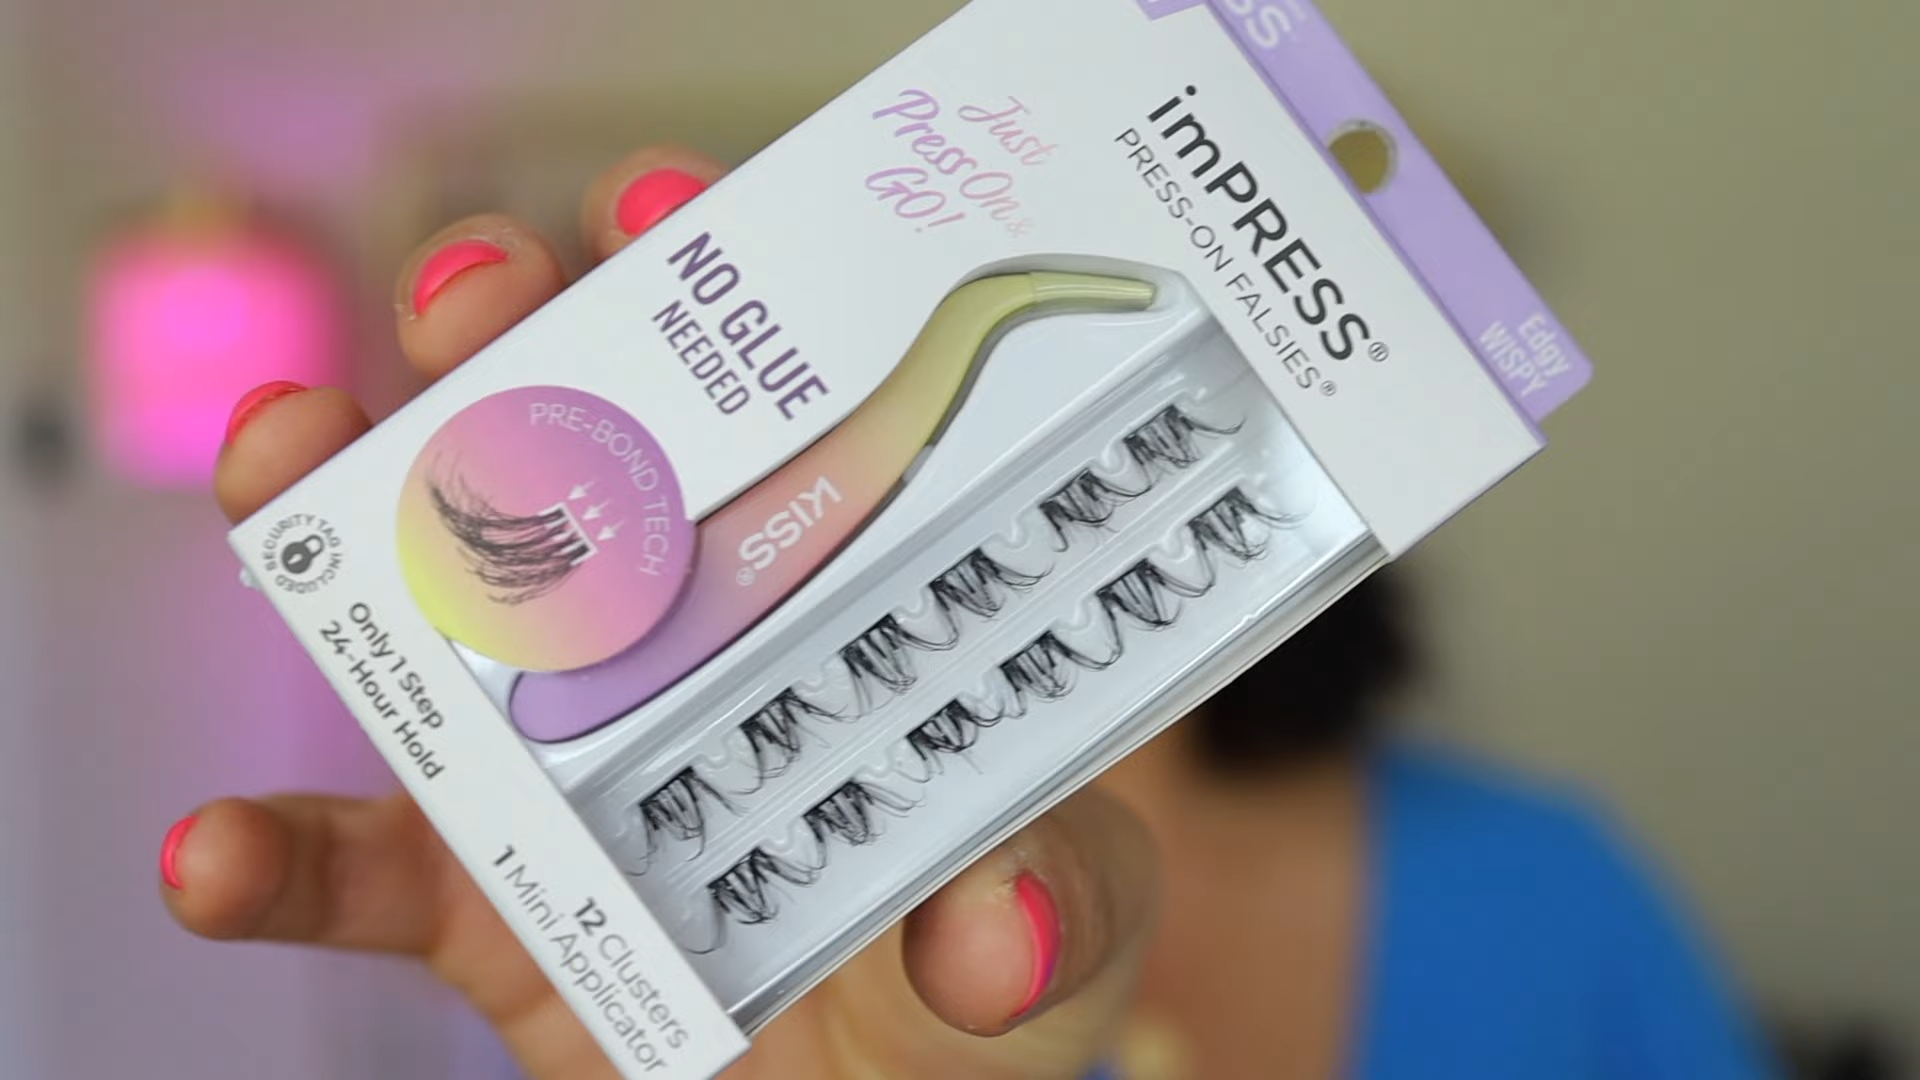 SS
Edgy
WISPY
imPRESS®
PRESS-ON FALSIES®
Just
Press On &
GO!
NO GLUE
NEEDED
PRE-BOND TECH
KISS®
SECURITY TAG INCLUDED
Only 1 Step
24-Hour Hold
12 Clusters
1 Mini Applicator